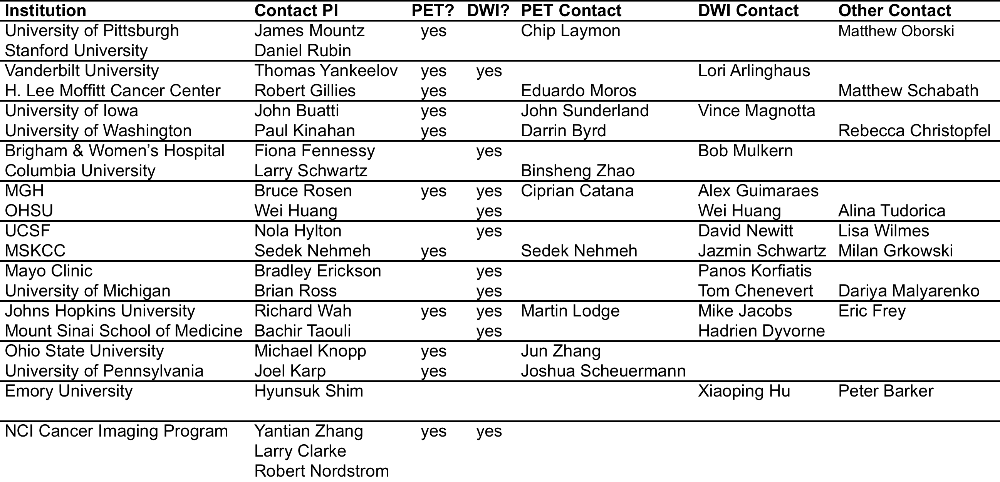 Institution Contact PI PET? DWI? PET Contact DWI Contact Other Contact
University of Pittsburgh James Mountz yes Chip Laymon Matthew Oborski
Stanford University Daniel Rubin
Vanderbilt University Thomas Yankeelov yes yes Lori Arlinghaus
H. Lee Moffitt Cancer Center Robert Gillies yes Eduardo Moros Matthew Schabath
University of Iowa John Buatti yes John Sunderland Vince Magnotta
University of Washington Paul Kinahan yes Darrin Byrd Rebecca Christopfel
Brigham & Women’s Hospital Fiona Fennessy yes Bob Mulkern
Columbia University Larry Schwartz Binsheng Zhao
MGH Bruce Rosen yes yes Ciprian Catana Alex Guimaraes
OHSU Wei Huang yes Wei Huang Alina Tudorica
UCSF Nola Hylton yes David Newitt Lisa Wilmes
MSKCC Sedek Nehmeh yes Sedek Nehmeh Jazmin Schwartz Milan Grkowski
Mayo Clinic Bradley Erickson yes Panos Korfiatis
University of Michigan Brian Ross yes Tom Chenevert Dariya Malyarenko
Johns Hopkins University Richard Wah yes yes Martin Lodge Mike Jacobs Eric Frey
Mount Sinai School of Medicine Bachir Taouli yes Hadrien Dyvorne
Ohio State University Michael Knopp yes Jun Zhang
University of Pennsylvania Joel Karp yes Joshua Scheuermann
Emory University Hyunsuk Shim Xiaoping Hu Peter Barker
NCI Cancer Imaging Program Yantian Zhang yes yes
Larry Clarke
Robert Nordstrom